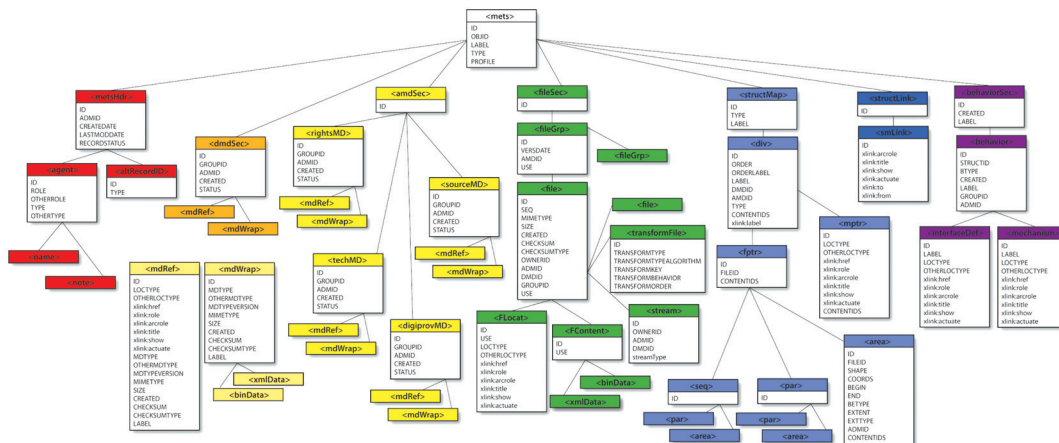 <mets>
ID
OBJID
LABEL
TYPE
PROFILE
<metsHdr>
ID
ADMID
CREATEDATE
LASTMODDATE
RECORDSTATUS
<agent>
ID
ROLE
OTHERROLE
TYPE
OTHERTYPE
<altRecordID>
ID
TYPE
<name>
<note>
<dmdSec>
ID
GROUPID
ADMID
CREATED
STATUS
<mdRef>
<mdWrap>
<mdRef>
ID
LOCTYPE
OTHERLOCTYPE
xlink:href
xlink:role
xlink:arcrole
xlink:title
xlink:show
xlink:actuate
MDTYPE
OTHERMDTYPE
MDTYPEVERSION
MIMETYPE
SIZE
CREATED
CHECKSUM
CHECKSUMTYPE
LABEL
<mdWrap>
ID
MDTYPE
OTHERMDTYPE
MDTYPEVERSION
MIMETYPE
SIZE
CREATED
CHECKSUM
CHECKSUMTYPE
LABEL
<xmlData>
<binData>
<amdSec>
ID
<rightsMD>
ID
GROUPID
ADMID
CREATED
STATUS
<mdRef>
<mdWrap>
<sourceMD>
ID
GROUPID
ADMID
CREATED
STATUS
<mdRef>
<mdWrap>
<techMD>
ID
GROUPID
ADMID
CREATED
STATUS
<mdRef>
<mdWrap>
<digiprovMD>
ID
GROUPID
ADMID
CREATED
STATUS
<mdRef>
<mdWrap>
<fileSec>
ID
<fileGrp>
ID
VERSDATE
AMDID
USE
<fileGrp>
<file>
ID
SEQ
MIMETYPE
SIZE
CREATED
CHECKSUM
CHECKSUMTYPE
OWNERID
ADMID
DMDID
GROUPID
USE
<file>
<transformFile>
ID
TRANSFORMTYPE
TRANSFORMTYPEALGORITHM
TRANSFORMKEY
TRANSFORMBEHAVIOR
TRANSFORMORDER
<stream>
ID
OWNERID
ADMID
DMDID
streamType
<FLocat>
ID
USE
LOCTYPE
OTHERLOCTYPE
xlink:href
xlink:role
xlink:arcrole
xlink:title
xlink:show
xlink:actuate
<FContent>
ID
USE
<binData>
<xmlData>
<structMap>
ID
TYPE
LABEL
<div>
ID
ORDER
ORDERLABEL
LABEL
DMDID
AMDID
TYPE
CONTENTIDS
xlink:label
<fptr>
ID
FILEID
CONTENTIDS
<mptr>
ID
LOCTYPE
OTHERLOCTYPE
xlink:href
xlink:role
xlink:arcrole
xlink:title
xlink:show
xlink:actuate
CONTENTIDS
<seq>
ID
<par>
<area>
<par>
ID
<par>
<area>
<area>
ID
FILEID
SHAPE
COORDS
BEGIN
END
BETYPE
EXTENT
EXTTYPE
ADMID
CONTENTIDS
<structLink>
ID
<smLink>
ID
xlink:arcrole
xlink:title
xlink:show
xlink:actuate
xlink:to
xlink:from
<behaviorSec>
ID
CREATED
LABEL
<behavior>
ID
STRUCTID
BTYPE
CREATED
LABEL
GROUPID
ADMID
<interfaceDef>
ID
LABEL
LOCTYPE
OTHERLOCTYPE
xlink:href
xlink:role
xlink:arcrole
xlink:title
xlink:show
xlink:actuate
<mechanism>
ID
LABEL
LOCTYPE
OTHERLOCTYPE
xlink:href
xlink:role
xlink:arcrole
xlink:title
xlink:show
xlink:actuate